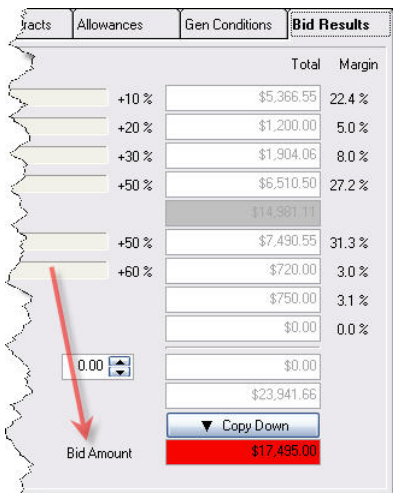 racts Allowances Gen Conditions Bid Results
Total Margin
+10 % $5,366.55 22.4 %
+20 % $1,200.00 5.0 %
+30 % $1,904.06 8.0 %
+50 % $6,510.50 27.2 %
$14,981.11
+50 % $7,490.55 31.3 %
+60 % $720.00 3.0 %
$750.00 3.1 %
$0.00 0.0 %
0.00 $0.00
$23,941.66
▼ Copy Down
Bid Amount $17,495.00